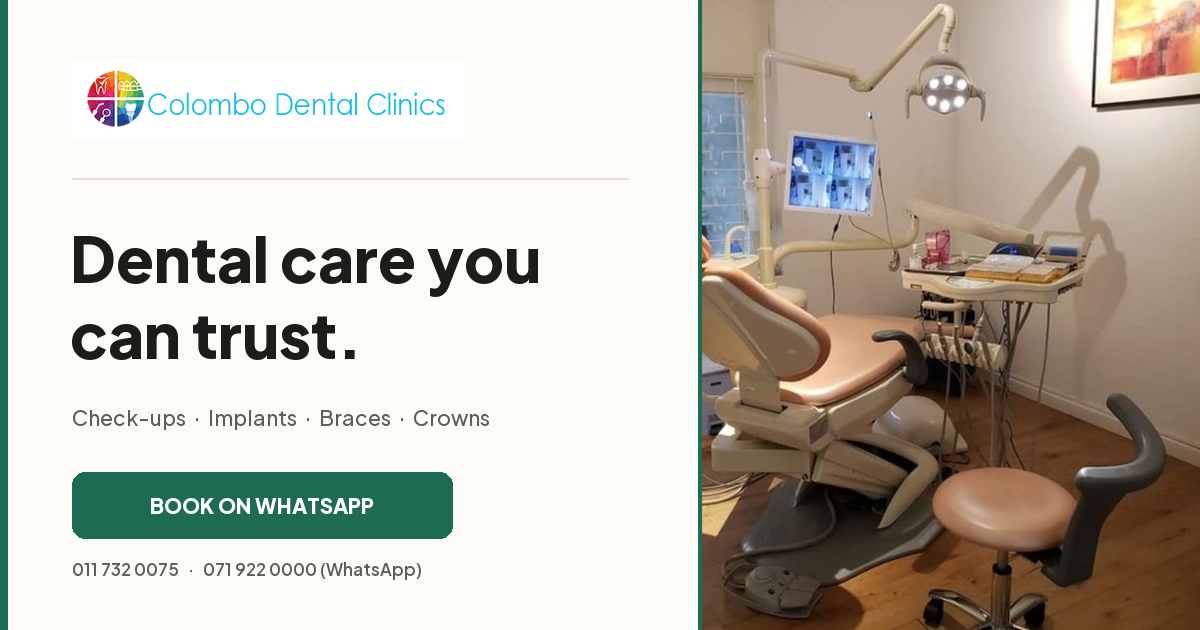 Colombo Dental Clinics
Dental care you
can trust.
Check-ups · Implants · Braces · Crowns
BOOK ON WHATSAPP
011 732 0075 · 071 922 0000 (WhatsApp)